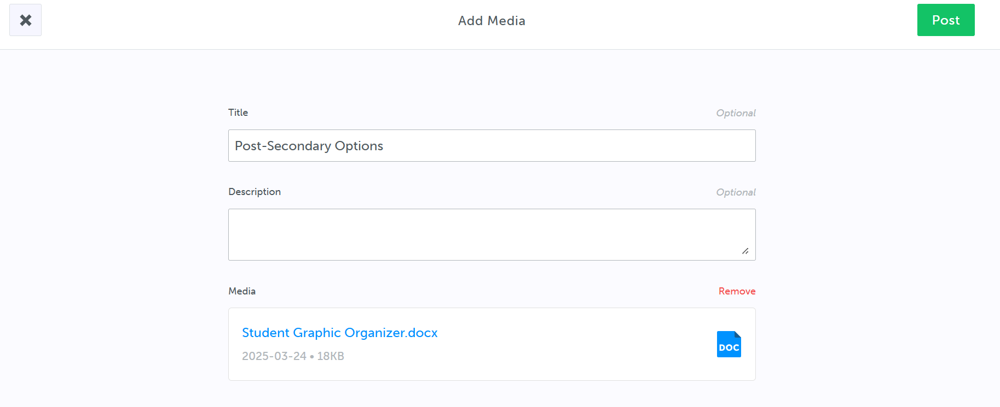 Add Media
Post
Title
Optional
Post-Secondary Options
Description
Optional
Media
Remove
Student Graphic Organizer.docx
2025-03-24 • 18KB
DOC